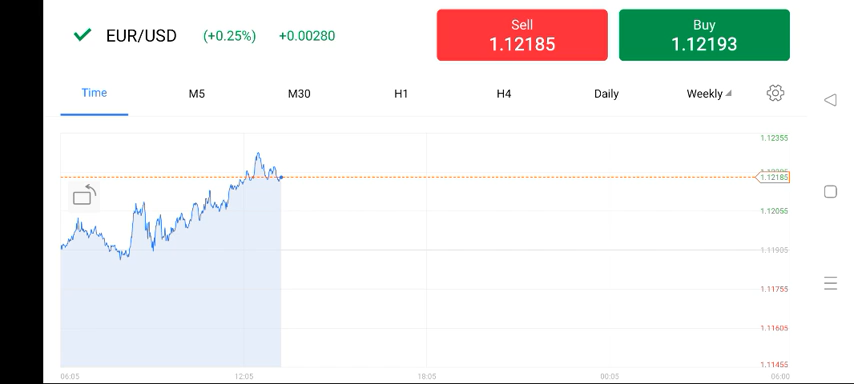 EUR/USD (+0.25%) +0.00280
Sell
1.12185
Buy
1.12193
Time M5 M30 H1 H4 Daily Weekly
1.12355
1.12185
1.12055
1.11905
1.11755
1.11605
1.11455
06:05 12:05 18:05 00:05 06:00